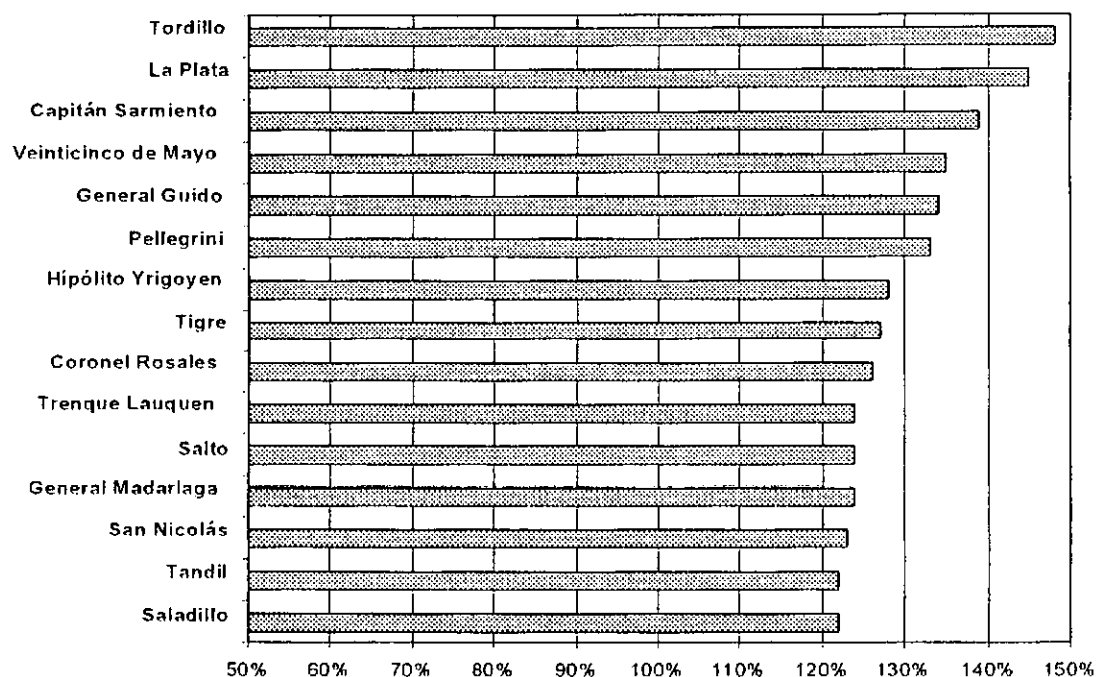 Tordillo
La Plata
Capitán Sarmiento
Veinticinco de Mayo
General Guido
Pellegrini
Hipólito Yrigoyen
Tigre
Coronel Rosales
Trenque Lauquen
Salto
General Madariaga
San Nicolás
Tandil
Saladillo
50% 60% 70% 80% 90% 100% 110% 120% 130% 140% 150%